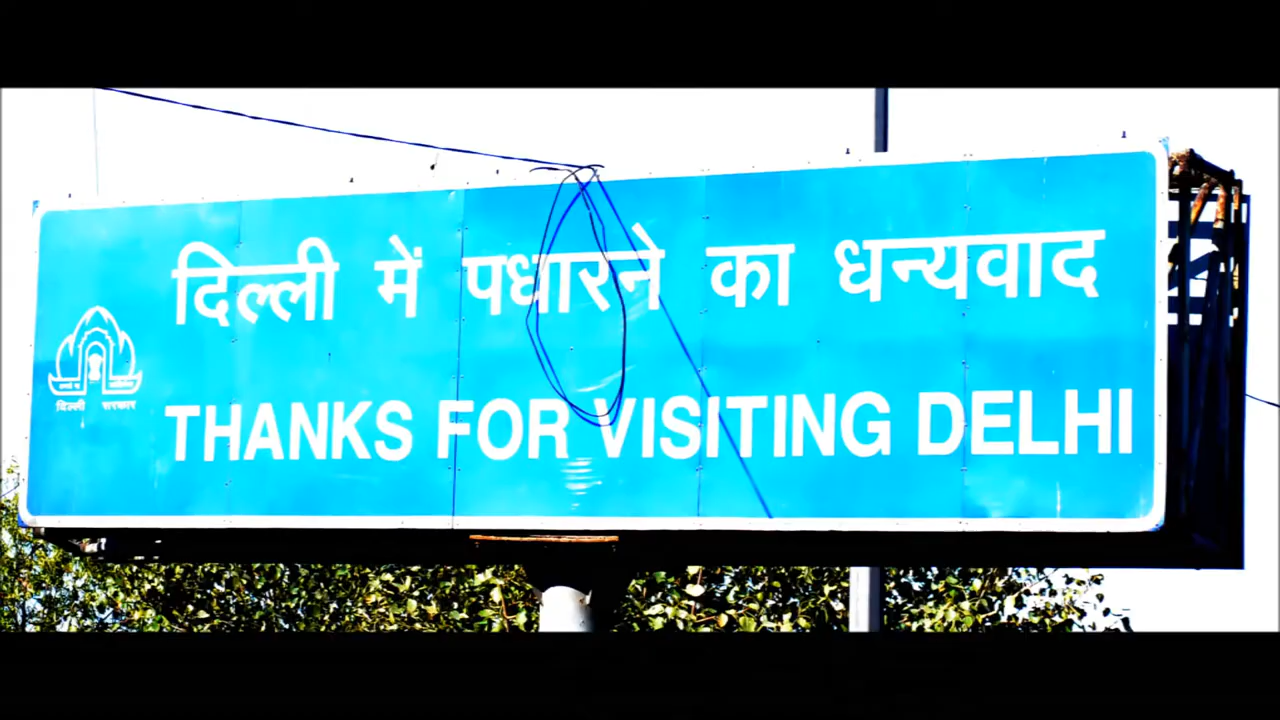 दिल्ली में पधारने का धन्यवाद
दिल्ली सरकार
THANKS FOR VISITING DELHI